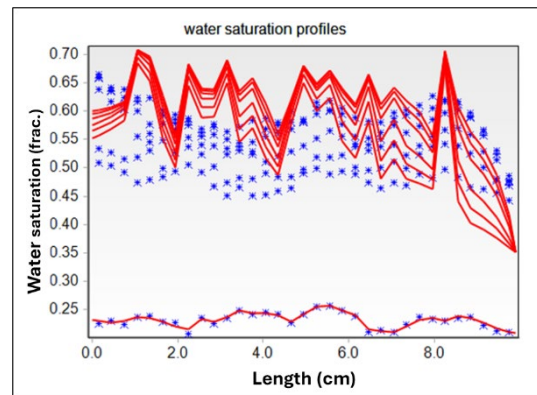 water saturation profiles
Water saturation (frac.)
0.70
0.65
0.60
0.55
0.50
0.45
0.40
0.35
0.30
0.25
0.0 2.0 4.0 6.0 8.0
Length (cm)